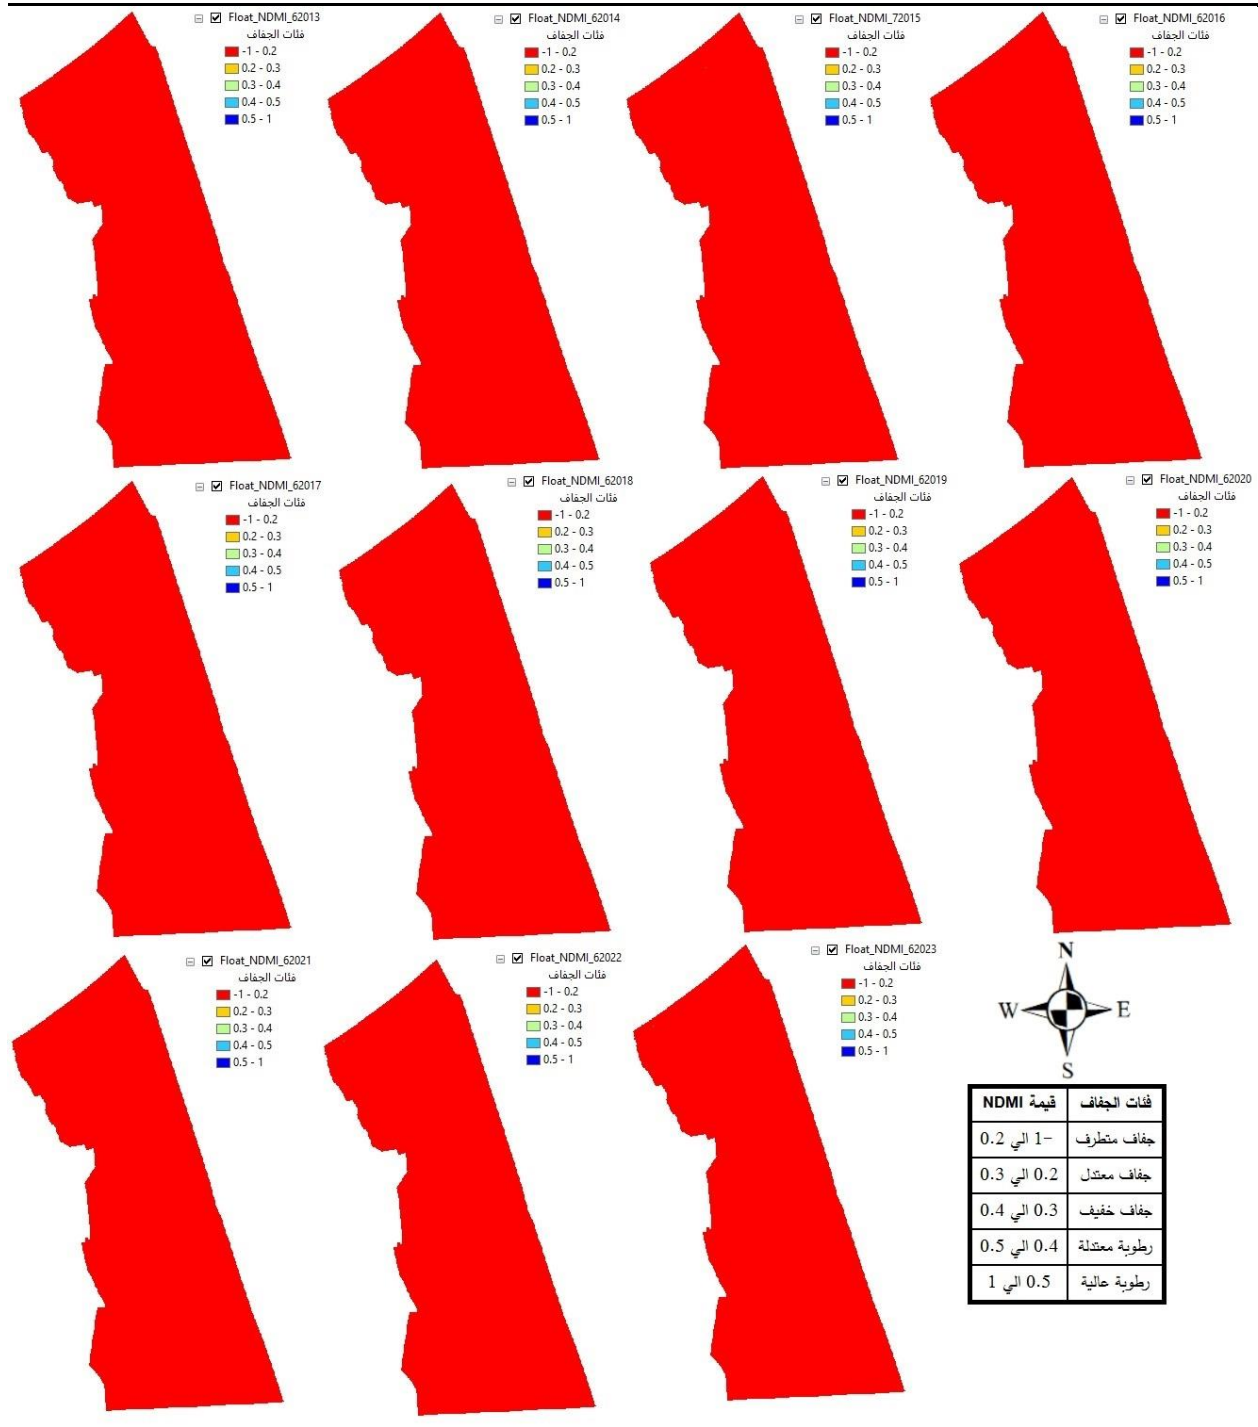 Float_NDMI_62013
فئات الجفاف
-1 - 0.2
0.2 - 0.3
0.3 - 0.4
0.4 - 0.5
0.5 - 1
Float_NDMI_62014
فئات الجفاف
-1 - 0.2
0.2 - 0.3
0.3 - 0.4
0.4 - 0.5
0.5 - 1
Float_NDMI_72015
فئات الجفاف
-1 - 0.2
0.2 - 0.3
0.3 - 0.4
0.4 - 0.5
0.5 - 1
Float_NDMI_62016
فئات الجفاف
-1 - 0.2
0.2 - 0.3
0.3 - 0.4
0.4 - 0.5
0.5 - 1
Float_NDMI_62017
فئات الجفاف
-1 - 0.2
0.2 - 0.3
0.3 - 0.4
0.4 - 0.5
0.5 - 1
Float_NDMI_62018
فئات الجفاف
-1 - 0.2
0.2 - 0.3
0.3 - 0.4
0.4 - 0.5
0.5 - 1
Float_NDMI_62019
فئات الجفاف
-1 - 0.2
0.2 - 0.3
0.3 - 0.4
0.4 - 0.5
0.5 - 1
Float_NDMI_62020
فئات الجفاف
-1 - 0.2
0.2 - 0.3
0.3 - 0.4
0.4 - 0.5
0.5 - 1
Float_NDMI_62021
فئات الجفاف
-1 - 0.2
0.2 - 0.3
0.3 - 0.4
0.4 - 0.5
0.5 - 1
Float_NDMI_62022
فئات الجفاف
-1 - 0.2
0.2 - 0.3
0.3 - 0.4
0.4 - 0.5
0.5 - 1
Float_NDMI_62023
فئات الجفاف
-1 - 0.2
0.2 - 0.3
0.3 - 0.4
0.4 - 0.5
0.5 - 1
N
W E
S
فئات الجفاف قيمة NDMI
جفاف متطرف -1 الي 0.2
جفاف معتدل 0.2 الي 0.3
جفاف خفيف 0.3 الي 0.4
رطوبة معتدلة 0.4 الي 0.5
رطوبة عالية 0.5 الي 1